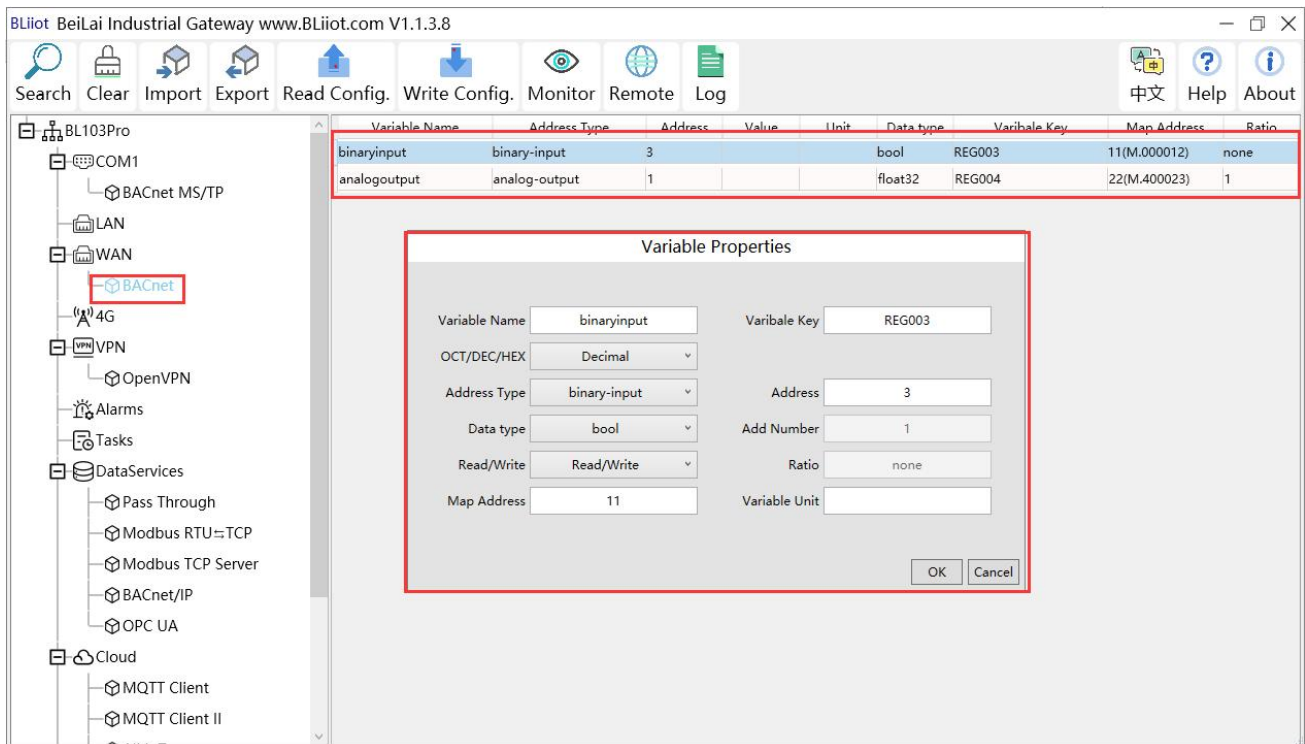 BLiiot BeiLai Industrial Gateway www.BLiiot.com V1.1.3.8
Search Clear Import Export Read Config. Write Config. Monitor Remote Log 中文 Help About
BL103Pro
COM1
BACnet MS/TP
LAN
WAN
BACnet
4G
VPN
VPN
OpenVPN
Alarms
Tasks
DataServices
Pass Through
Modbus RTU⇆TCP
Modbus TCP Server
BACnet/IP
OPC UA
Cloud
MQTT Client
MQTT Client II
Variable Name Address Type Address Value Unit Data type Varibale Key Map Address Ratio
binaryinput binary-input 3 bool REG003 11(M.000012) none
analogoutput analog-output 1 float32 REG004 22(M.400023) 1
Variable Properties
Variable Name binaryinput Varibale Key REG003
OCT/DEC/HEX Decimal
Address Type binary-input Address 3
Data type bool Add Number 1
Read/Write Read/Write Ratio none
Map Address 11 Variable Unit
OK Cancel